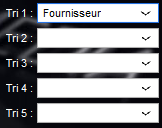 Tri 1 : Fournisseur
Tri 2 :
Tri 3 :
Tri 4 :
Tri 5 :